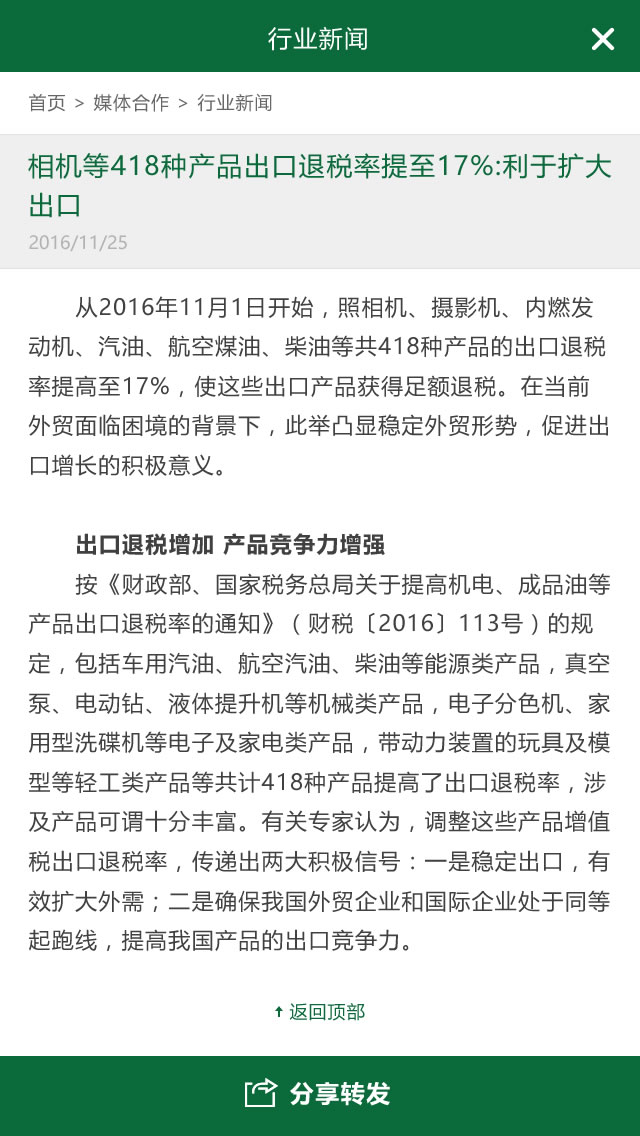 行业新闻
首页 > 媒体合作 > 行业新闻
相机等418种产品出口退税率提至17%:利于扩大
出口
2016/11/25
从2016年11月1日开始，照相机、摄影机、内燃发
动机、汽油、航空煤油、柴油等共418种产品的出口退税
率提高至17%，使这些出口产品获得足额退税。在当前
外贸面临困境的背景下，此举凸显稳定外贸形势，促进出
口增长的积极意义。
出口退税增加 产品竞争力增强
按《财政部、国家税务总局关于提高机电、成品油等
产品出口退税率的通知》（财税〔2016〕113号）的规
定，包括车用汽油、航空汽油、柴油等能源类产品，真空
泵、电动钻、液体提升机等机械类产品，电子分色机、家
用型洗碟机等电子及家电类产品，带动力装置的玩具及模
型等轻工类产品等共计418种产品提高了出口退税率，涉
及产品可谓十分丰富。有关专家认为，调整这些产品增值
税出口退税率，传递出两大积极信号：一是稳定出口，有
效扩大外需；二是确保我国外贸企业和国际企业处于同等
起跑线，提高我国产品的出口竞争力。
返回顶部
分享转发